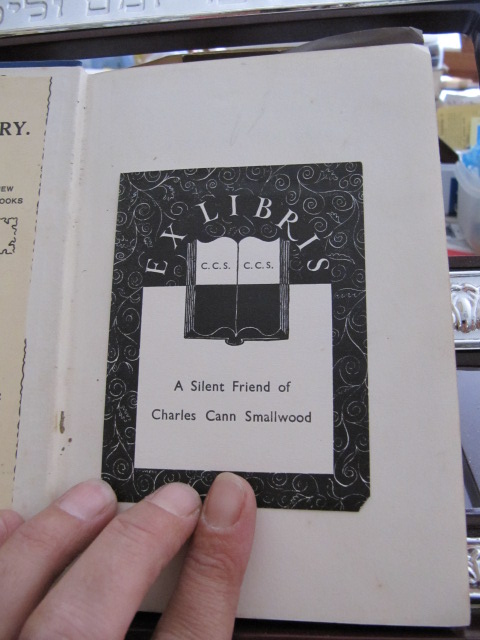 RY.
EW
OOKS
EX LIBRIS
C.C.S. C.C.S.
A Silent Friend of
Charles Cann Smallwood